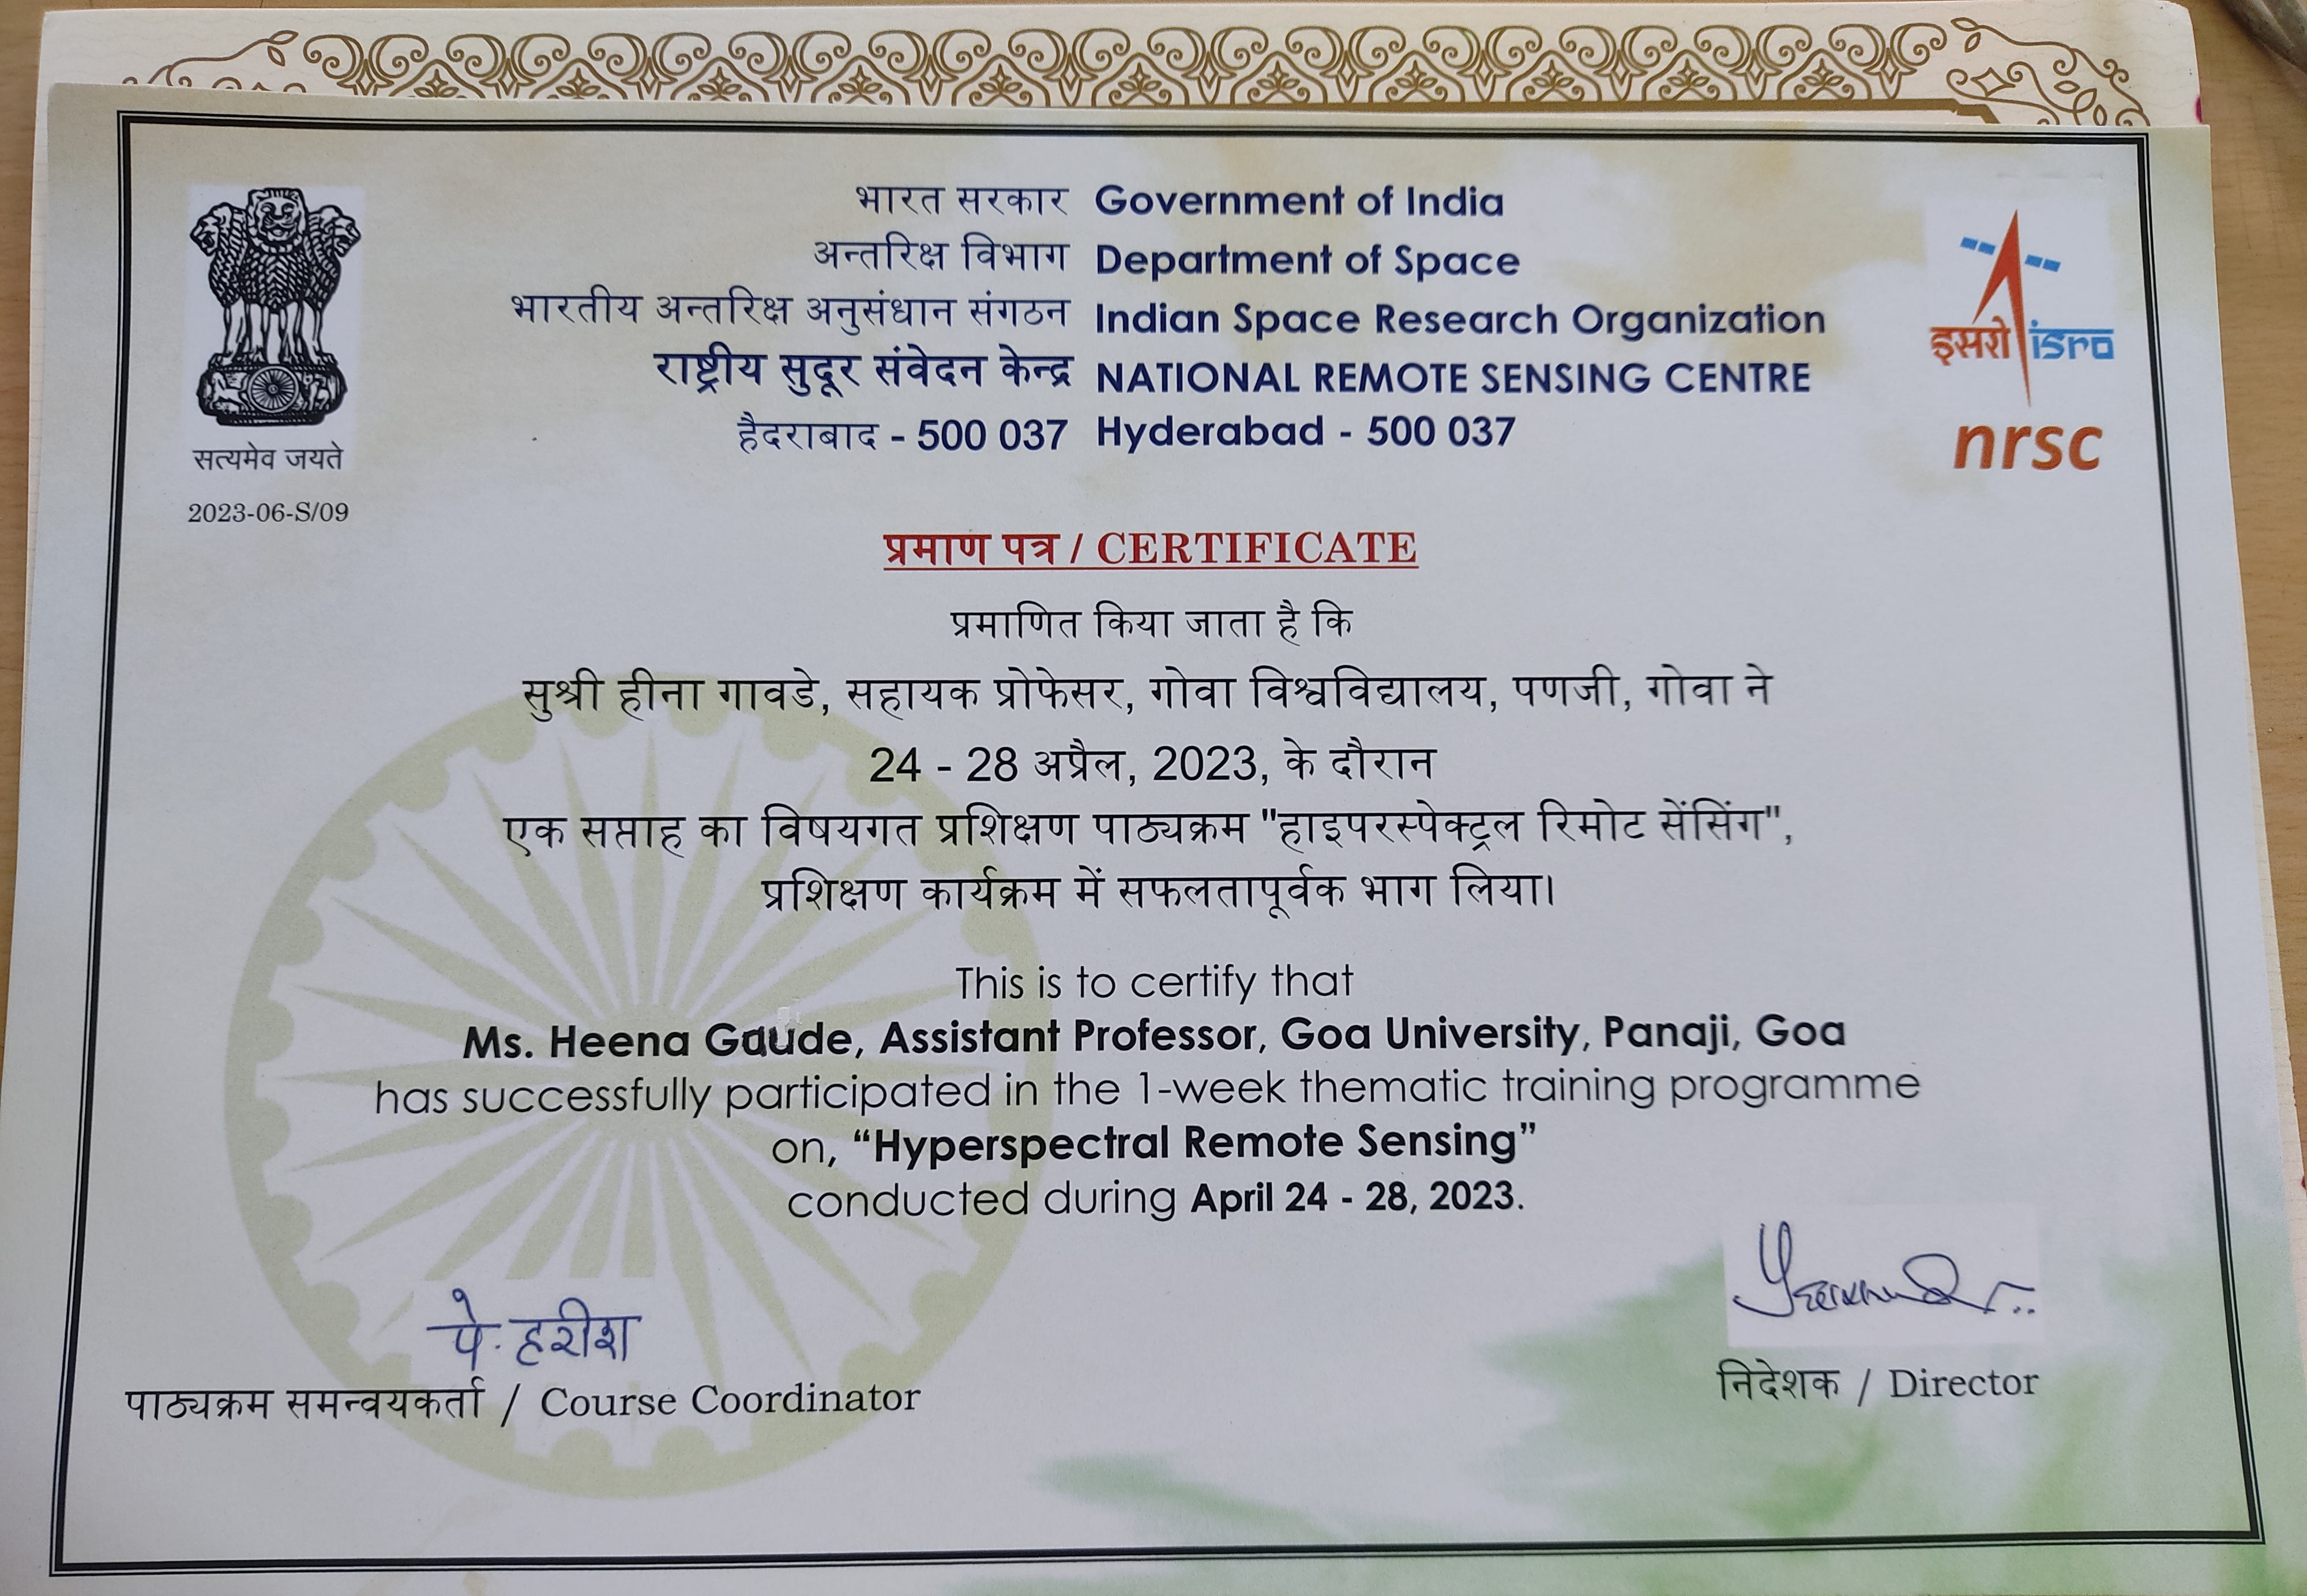 भारत सरकार Government of India
अन्तरिक्ष विभाग Department of Space
भारतीय अन्तरिक्ष अनुसंधान संगठन Indian Space Research Organization
राष्ट्रीय सुदूर संवेदन केन्द्र NATIONAL REMOTE SENSING CENTRE
हैदराबाद - 500 037 Hyderabad - 500 037
सत्यमेव जयते
2023-06-S/09
इसरो isro
nrsc
प्रमाण पत्र / CERTIFICATE
प्रमाणित किया जाता है कि
सुश्री हीना गावडे, सहायक प्रोफेसर, गोवा विश्वविद्यालय, पणजी, गोवा ने
24 - 28 अप्रैल, 2023, के दौरान
एक सप्ताह का विषयगत प्रशिक्षण पाठ्यक्रम "हाइपरस्पेक्ट्रल रिमोट सेंसिंग",
प्रशिक्षण कार्यक्रम में सफलतापूर्वक भाग लिया।
This is to certify that
Ms. Heena Gaude, Assistant Professor, Goa University, Panaji, Goa
has successfully participated in the 1-week thematic training programme
on, “Hyperspectral Remote Sensing”
conducted during April 24 - 28, 2023.
पे. हरीश
पाठ्यक्रम समन्वयकर्ता / Course Coordinator
निदेशक / Director